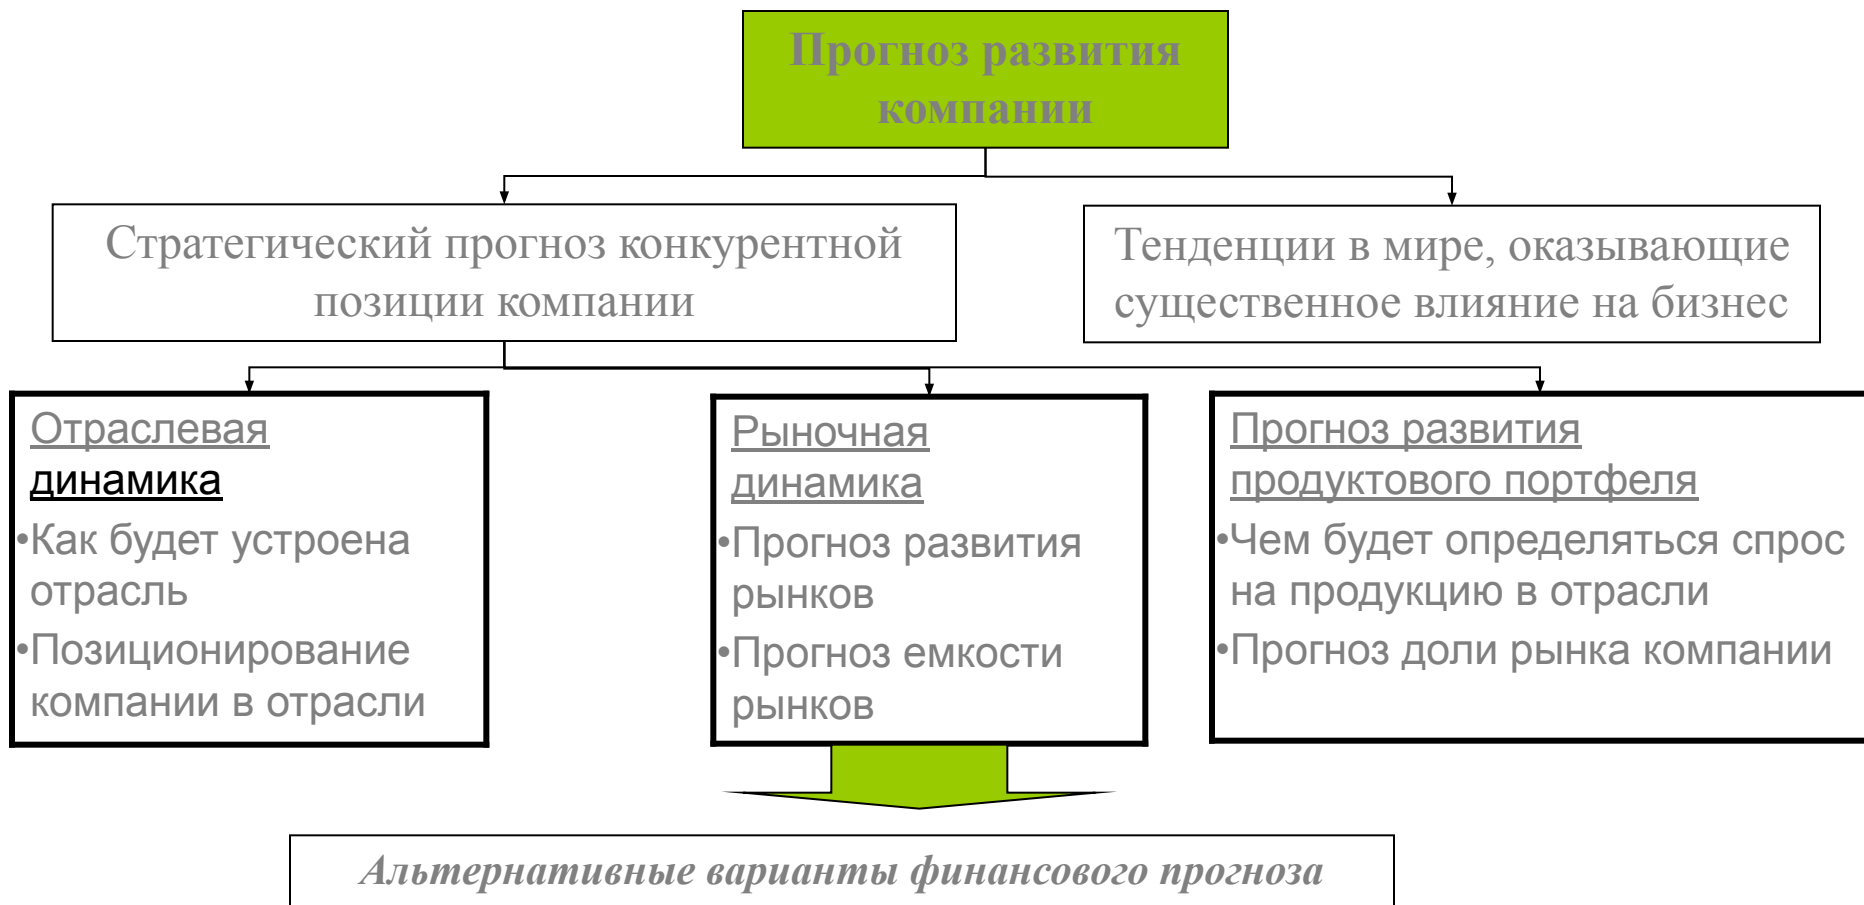 Прогноз развития
компании
Стратегический прогноз конкурентной
позиции компании
Тенденции в мире, оказывающие
существенное влияние на бизнес
Отраслевая
динамика
•Как будет устроена
отрасль
•Позиционирование
компании в отрасли
Рыночная
динамика
•Прогноз развития
рынков
•Прогноз емкости
рынков
Прогноз развития
продуктового портфеля
•Чем будет определяться спрос
на продукцию в отрасли
•Прогноз доли рынка компании
Альтернативные варианты финансового прогноза